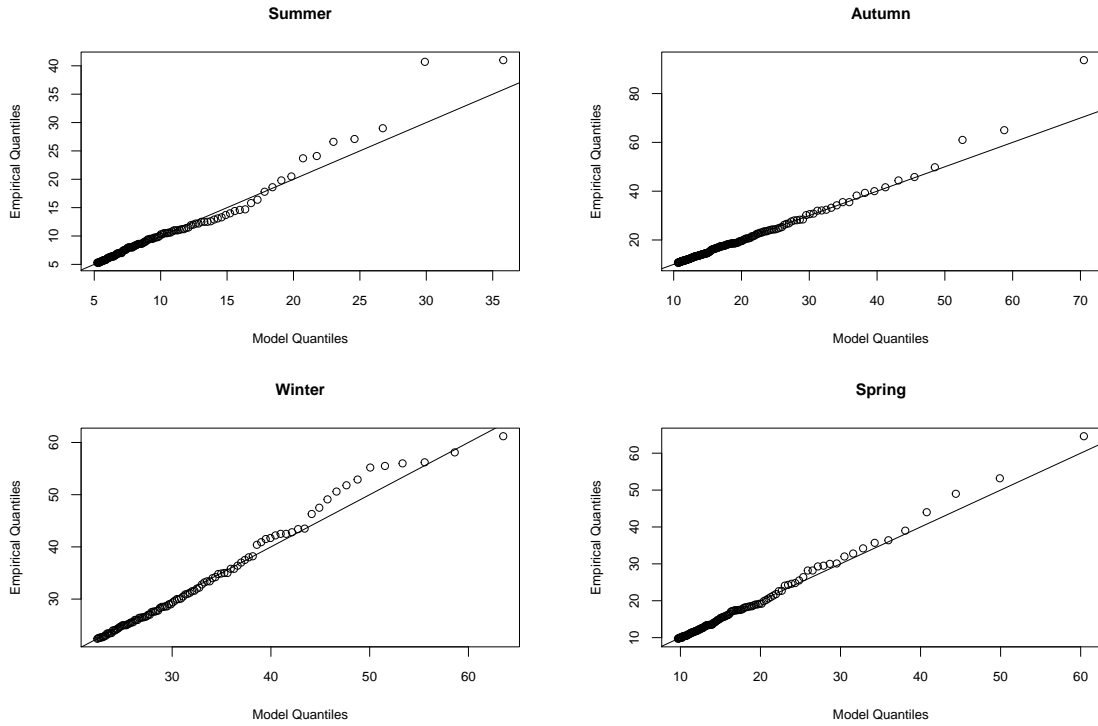 Summer
Empirical Quantiles
5 10 15 20 25 30 35 40
5 10 15 20 25 30 35
Model Quantiles
Autumn
Empirical Quantiles
20 40 60 80
10 20 30 40 50 60 70
Model Quantiles
Winter
Empirical Quantiles
30 40 50 60
30 40 50 60
Model Quantiles
Spring
Empirical Quantiles
10 20 30 40 50 60
10 20 30 40 50 60
Model Quantiles